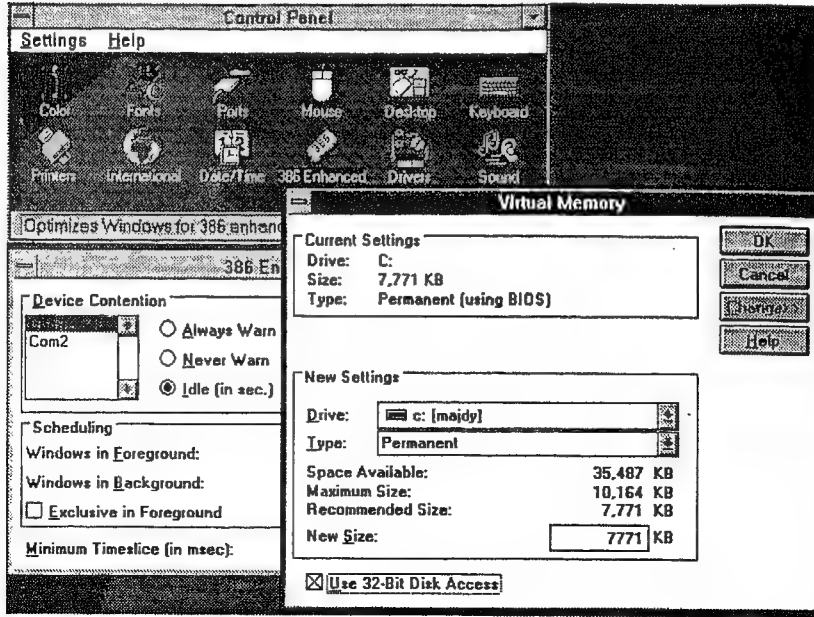 Control Panel
Settings Help
Color Fonts Ports Mouse Desktop Keyboard
Printers International Date/Time 386 Enhanced Drivers Sound
Optimizes Windows for 386 enhanc
386 En
Device Contention
Com2
Always Warn
Never Warn
Idle (in sec.)
Scheduling
Windows in Foreground:
Windows in Background:
Exclusive in Foreground
Minimum Timeslice (in msec):
Virtual Memory
Current Settings
Drive: C:
Size: 7,771 KB
Type: Permanent (using BIOS)
OK
Cancel
Change>>
Help
New Settings
Drive: c: [majdy]
Type: Permanent
Space Available: 35,487 KB
Maximum Size: 10,164 KB
Recommended Size: 7,771 KB
New Size: 7771 KB
Use 32-Bit Disk Access